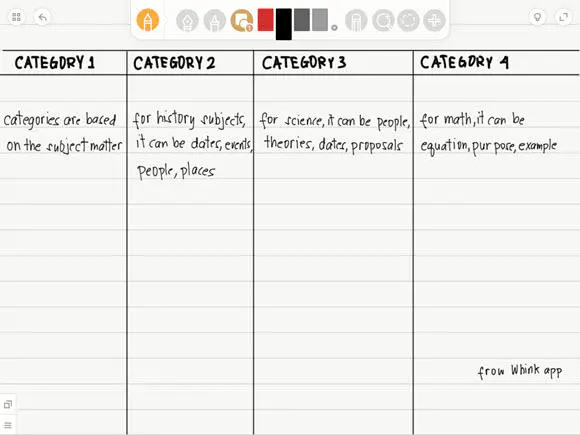 CATEGORY 1
CATEGORY 2
CATEGORY 3
CATEGORY 4
categories are based
on the subject matter
for history subjects,
it can be dates, events,
people, places
for science, it can be people,
theories, dates, proposals
for math, it can be
equation, purpose, example
from Whink app